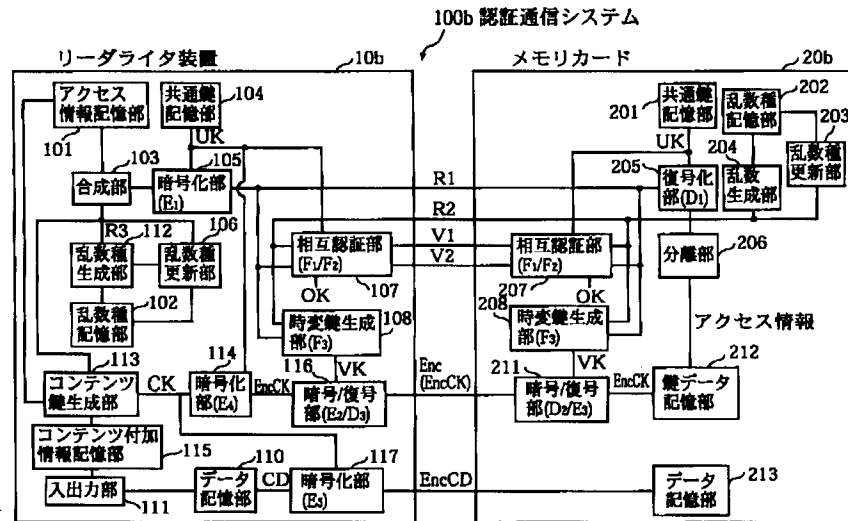 100b 認証通信システム
リーダライタ装置
10b
メモリカード
20b
アクセス
情報記憶部
101
共通鍵
記憶部
104
UK
103
合成部
105
暗号化部
(E1)
R1
R2
R3
112
乱数種
生成部
106
乱数種
更新部
102
乱数種
記憶部
相互認証部
(F1/F2)
107
OK
V1
V2
時変鍵生成
部(F3)
108
VK
113
コンテンツ
鍵生成部
CK
114
暗号化
部(E4)
EncCK
116
暗号/復号
部(E2/D3)
Enc
(EncCK)
コンテンツ付加
情報記憶部
115
入出力部
111
110
データ
記憶部
CD
117
暗号化部
(E5)
EncCD
201
共通鍵
記憶部
UK
202
乱数種
記憶部
203
乱数種
更新部
204
乱数
生成部
205
復号化
部(D1)
206
分離部
相互認証部
(F1/F2)
207
OK
208
時変鍵生成
部(F3)
VK
アクセス情報
211
暗号/復号
部(D2/E3)
EncCK
212
鍵データ
記憶部
データ
記憶部
213